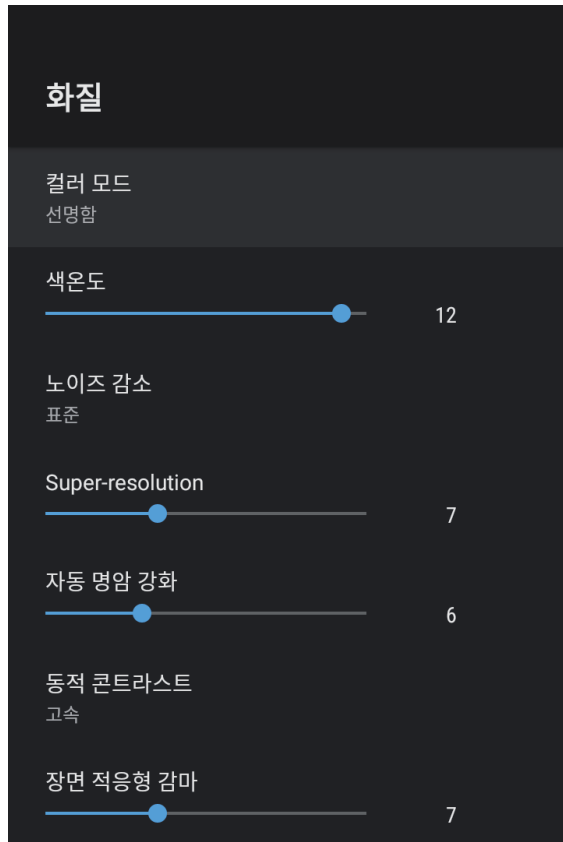 화질
컬러 모드
선명함
색온도
12
노이즈 감소
표준
Super-resolution
7
자동 명암 강화
6
동적 콘트라스트
고속
장면 적응형 감마
7